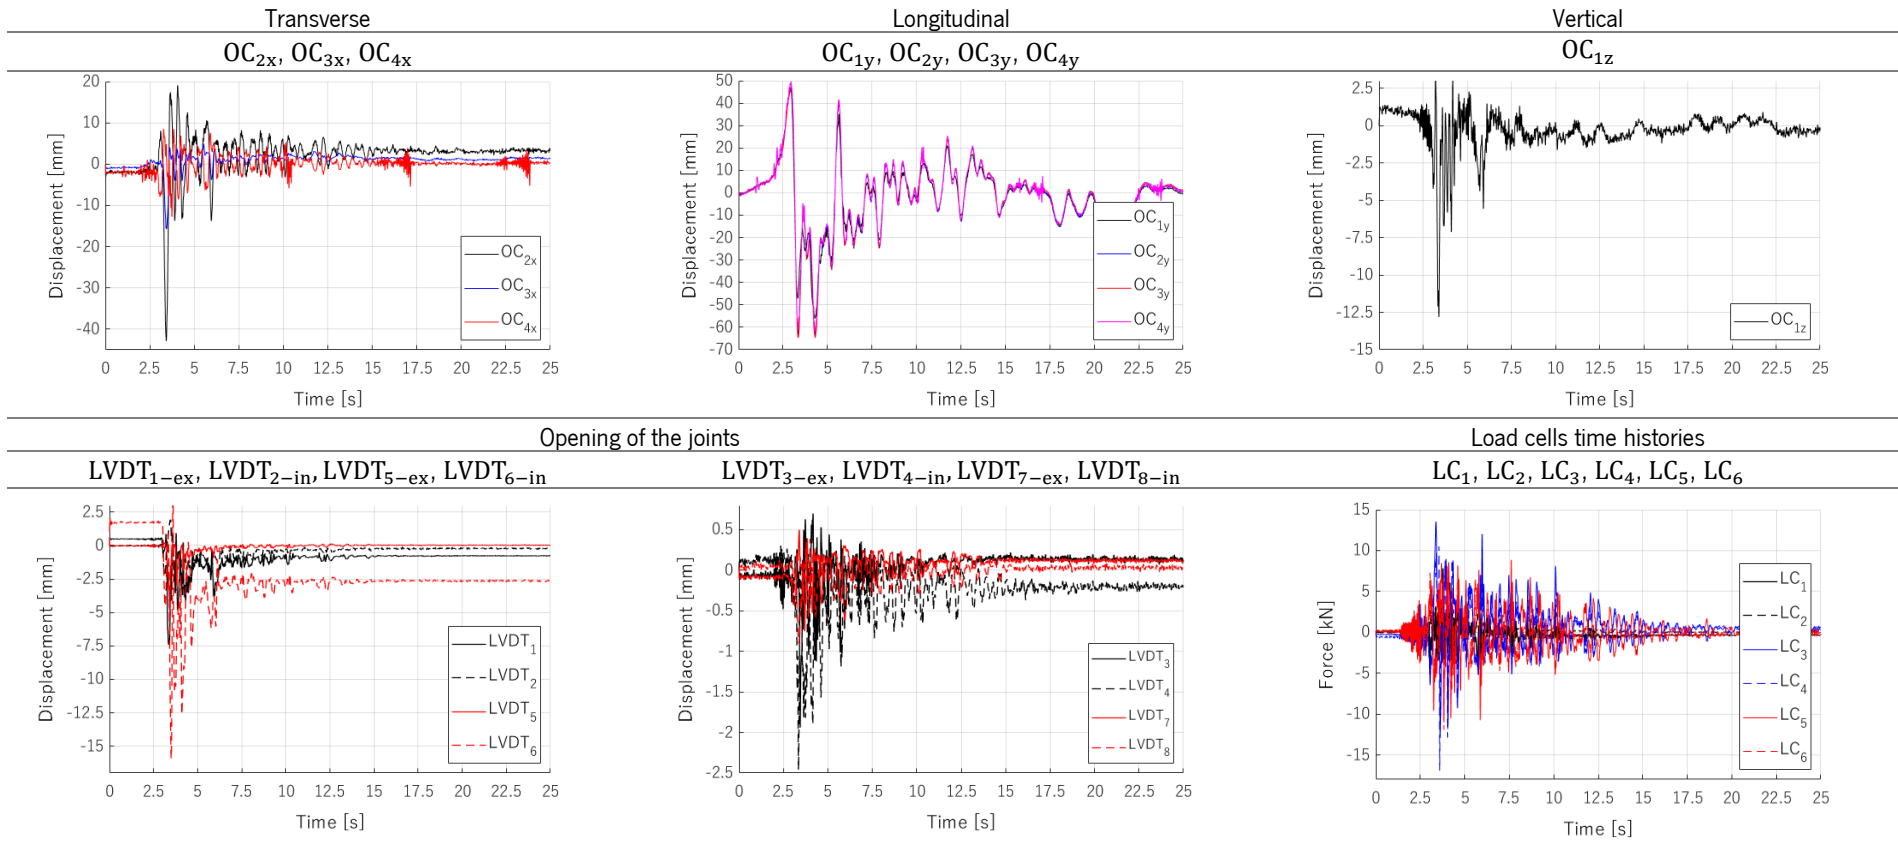 Transverse Longitudinal Vertical
OC2x, OC3x, OC4x OC1y, OC2y, OC3y, OC4y OC1z
20
10
0
-10
-20
-30
-40
Displacement [mm]
OC2x
OC3x
OC4x
0 2.5 5 7.5 10 12.5 15 17.5 20 22.5 25
Time [s]
50
40
30
20
10
0
-10
-20
-30
-40
-50
-60
-70
Displacement [mm]
OC1y
OC2y
OC3y
OC4y
0 2.5 5 7.5 10 12.5 15 17.5 20 22.5 25
Time [s]
2.5
0
-2.5
-5
-7.5
-10
-12.5
-15
Displacement [mm]
OC1z
0 2.5 5 7.5 10 12.5 15 17.5 20 22.5 25
Time [s]
Opening of the joints Load cells time histories
LVDT1−ex, LVDT2−in, LVDT5−ex, LVDT6−in LVDT3−ex, LVDT4−in, LVDT7−ex, LVDT8−in LC1, LC2, LC3, LC4, LC5, LC6
2.5
0
-2.5
-5
-7.5
-10
-12.5
-15
Displacement [mm]
LVDT1
LVDT2
LVDT5
LVDT6
0 2.5 5 7.5 10 12.5 15 17.5 20 22.5 25
Time [s]
0.5
0
-0.5
-1
-1.5
-2
-2.5
Displacement [mm]
LVDT3
LVDT4
LVDT7
LVDT8
0 2.5 5 7.5 10 12.5 15 17.5 20 22.5 25
Time [s]
15
10
5
0
-5
-10
-15
Force [kN]
LC1
LC2
LC3
LC4
LC5
LC6
0 2.5 5 7.5 10 12.5 15 17.5 20 22.5 25
Time [s]